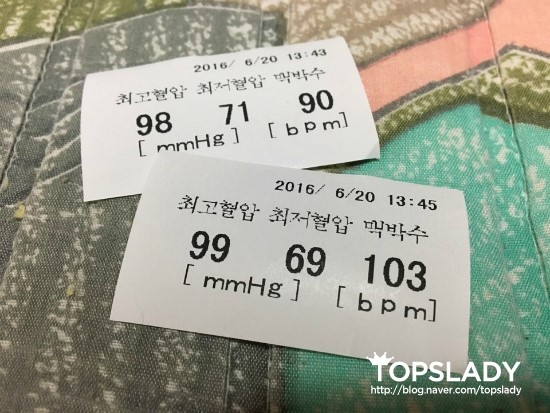 2016/ 6/20 13:43
최고혈압 최저혈압 맥박수
98 71 90
[ mmHg ] [ bpm]
2016/ 6/20 13:45
최고혈압 최저혈압 맥박수
99 69 103
[ mmHg ] [ bpm]
TOPSLADY
http://blog.naver.com/topslady